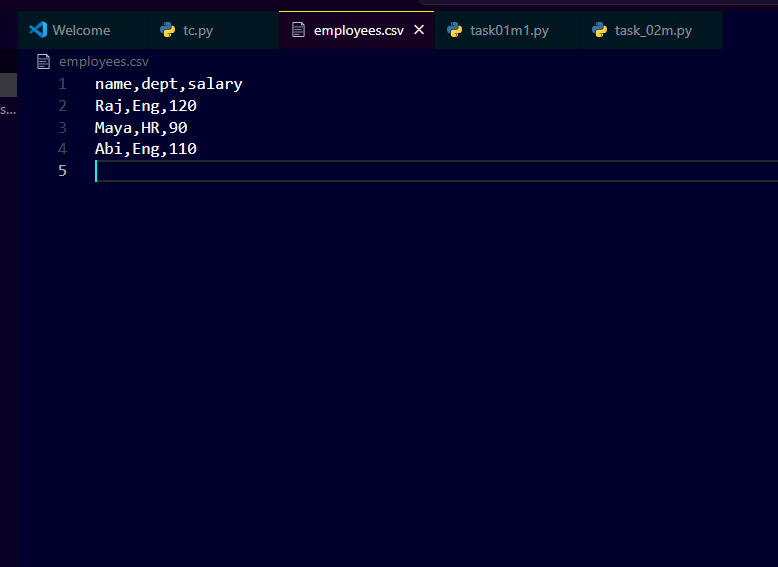 Welcome
tc.py
employees.csv
task01m1.py
task_02m.py
employees.csv
s...
1 name,dept,salary
2 Raj,Eng,120
3 Maya,HR,90
4 Abi,Eng,110
5